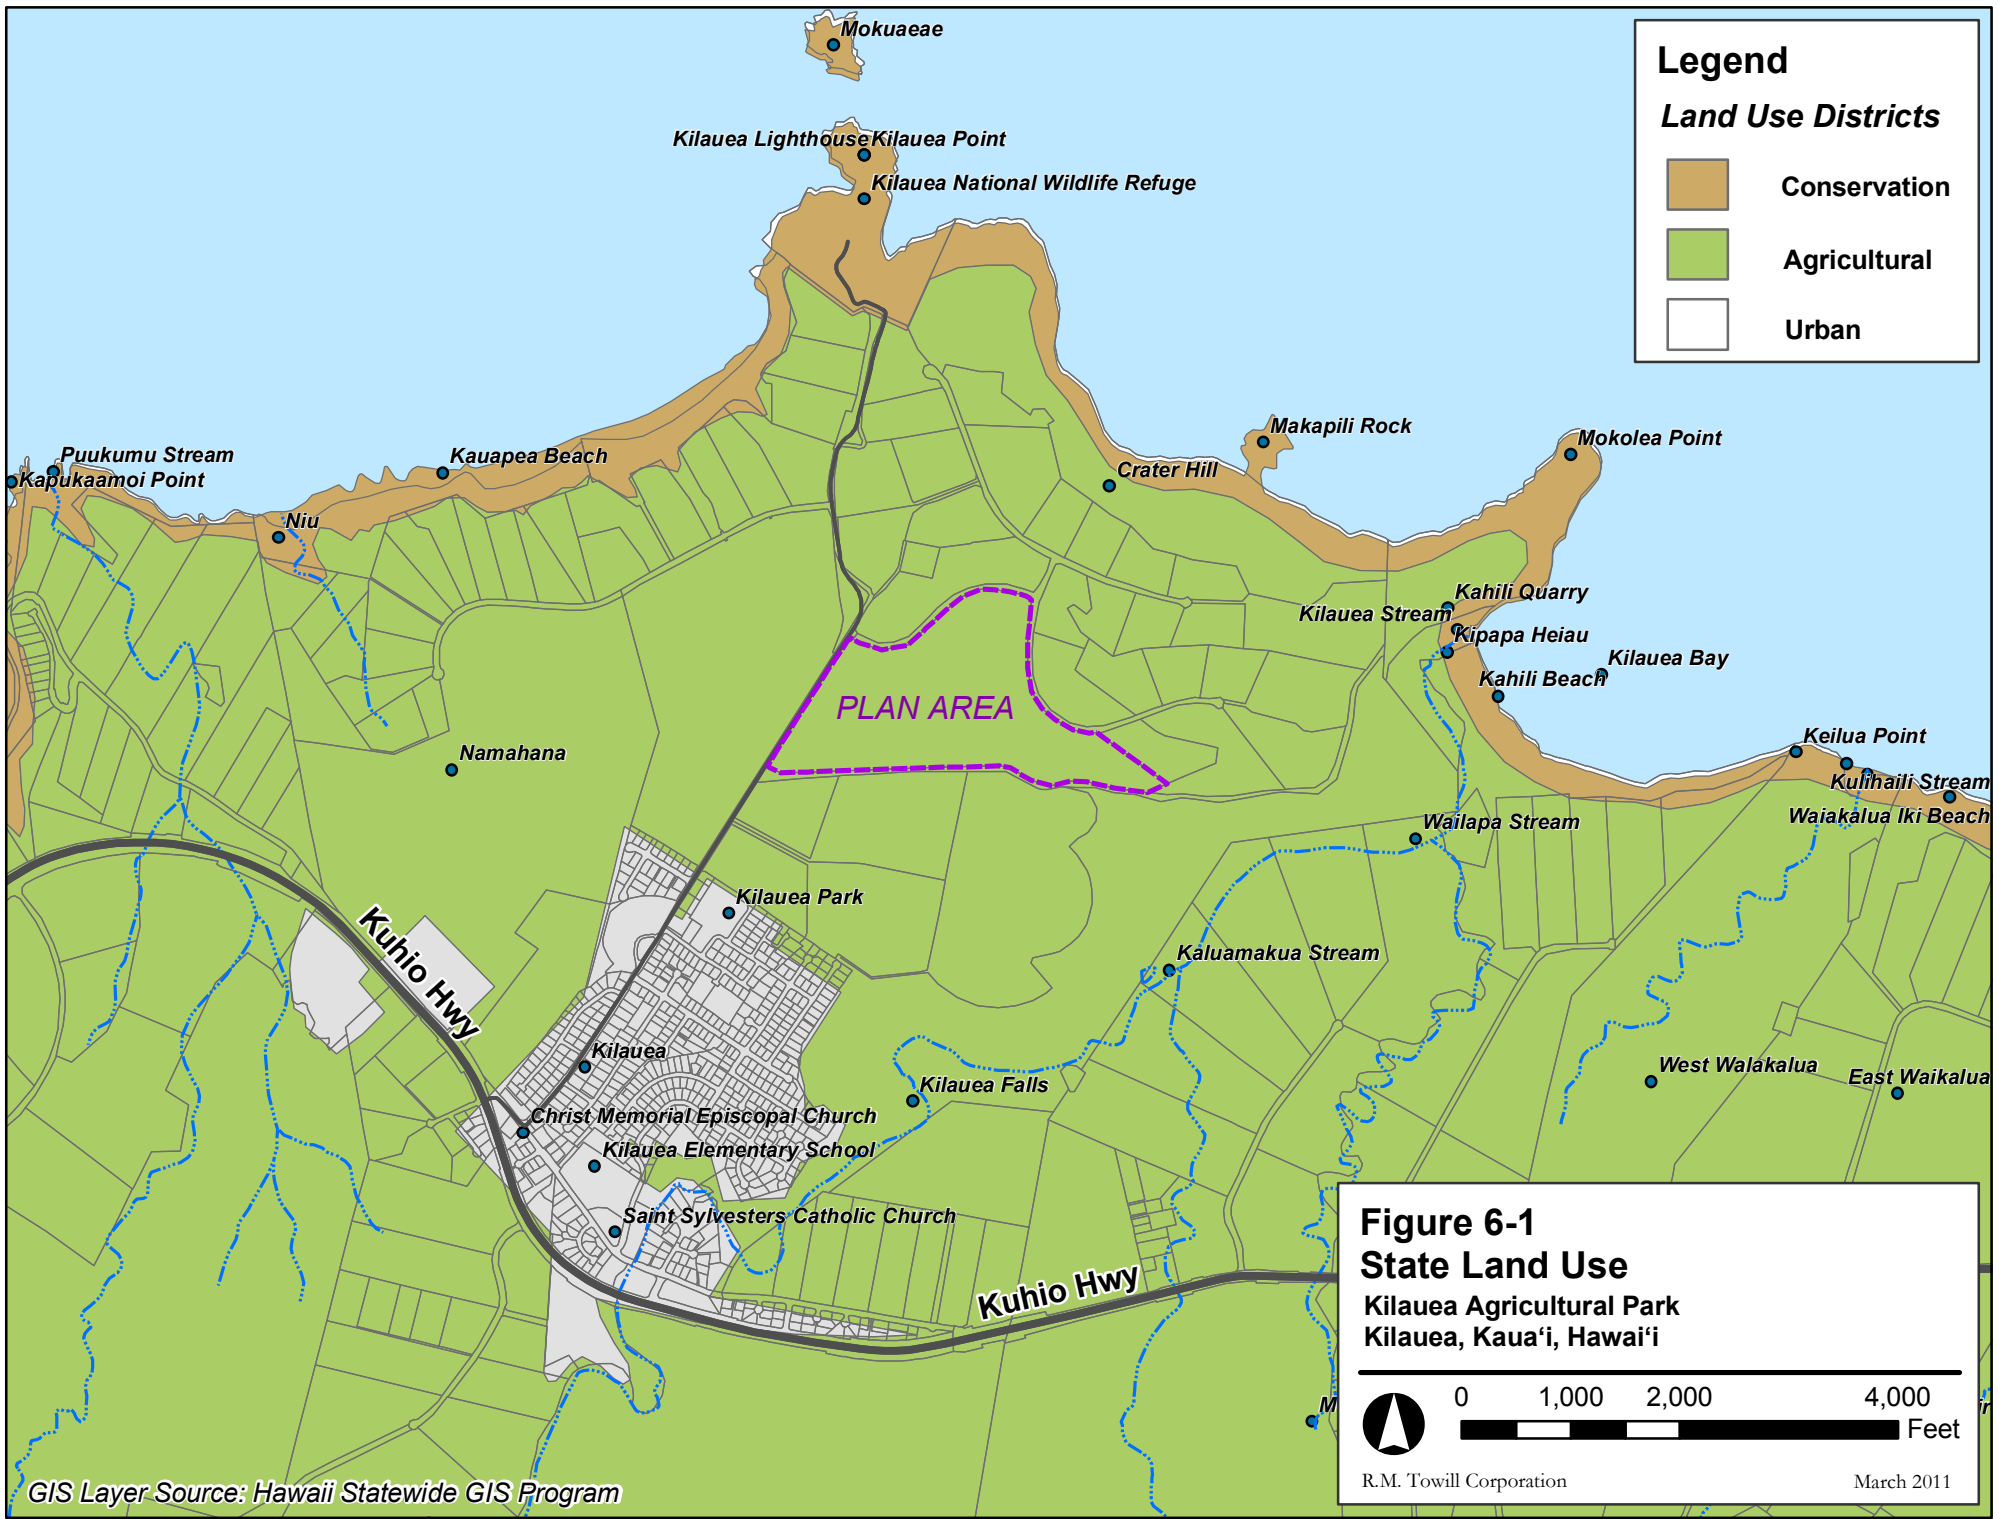 Mokuaeae
Legend
Land Use Districts
Conservation
Agricultural
Urban
Kilauea Lighthouse
Kilauea Point
Kilauea National Wildlife Refuge
Makapili Rock
Mokolea Point
Puukumu Stream
Kauapea Beach
Kapukaamoi Point
Crater Hill
Niu
Kahili Quarry
Kilauea Stream
Kipapa Heiau
Kilauea Bay
Kahili Beach
PLAN AREA
Keilua Point
Namahana
Kulihaili Stream
Waiakalua Iki Beach
Wailapa Stream
Kilauea Park
Kuhio Hwy
Kaluamakua Stream
Kilauea
West Walakalua
East Waikalua
Kilauea Falls
Christ Memorial Episcopal Church
Kilauea Elementary School
Saint Sylvesters Catholic Church
Kuhio Hwy
Figure 6-1
State Land Use
Kilauea Agricultural Park
Kilauea, Kaua‘i, Hawai‘i
0 1,000 2,000 4,000
Feet
R.M. Towill Corporation March 2011
GIS Layer Source: Hawaii Statewide GIS Program